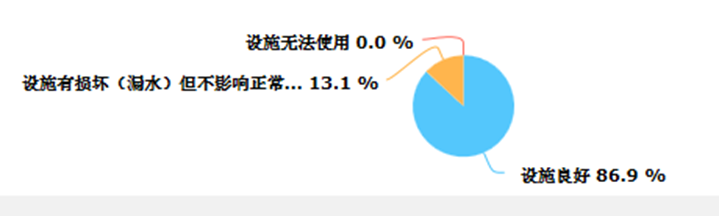 设施无法使用 0.0 %
设施有损坏（漏水）但不影响正常... 13.1 %
设施良好 86.9 %